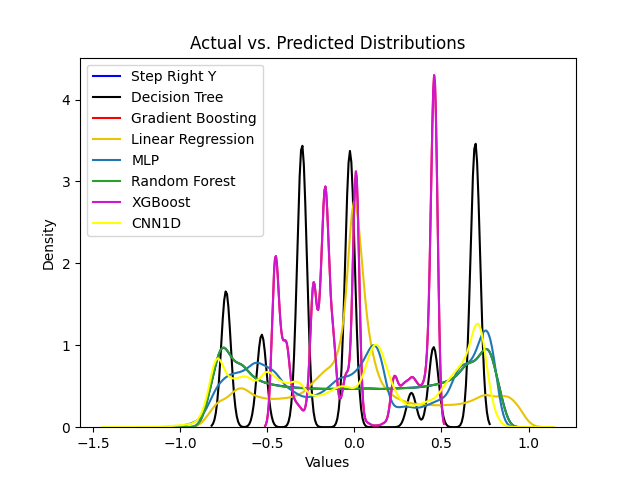 Actual vs. Predicted Distributions
Step Right Y
Decision Tree
Gradient Boosting
Linear Regression
MLP
Random Forest
XGBoost
CNN1D
Density
4
3
2
1
0
−1.5 −1.0 −0.5 0.0 0.5 1.0
Values